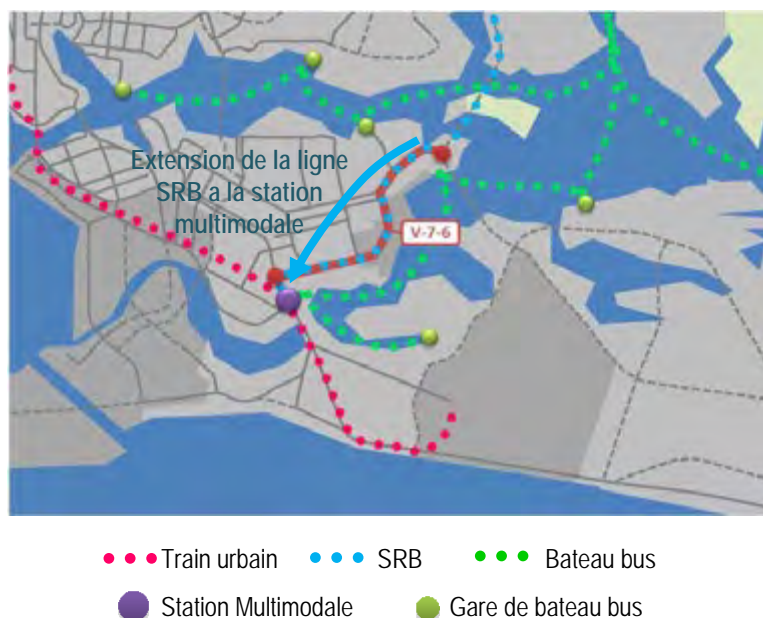 Extension de la ligne
SRB a la station
multimodale
V-7-6
Train urbain
SRB
Bateau bus
Station Multimodale
Gare de bateau bus